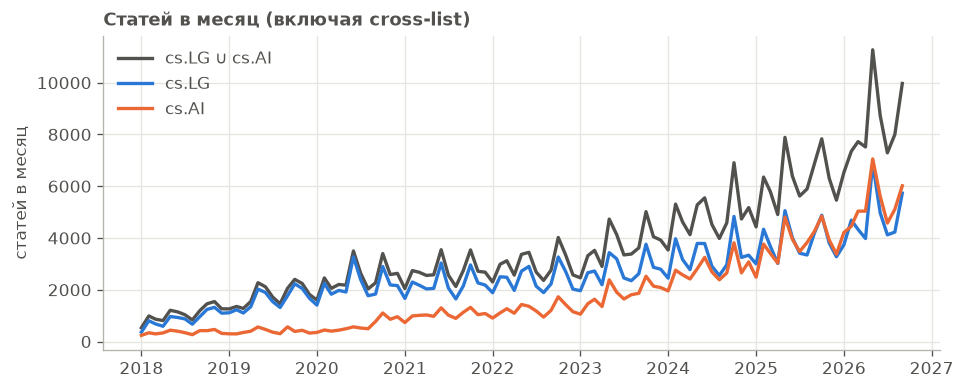 Статей в месяц (включая cross-list)
cs.LG ∪ cs.AI
cs.LG
cs.AI
статей в месяц
10000
8000
6000
4000
2000
0
2018 2019 2020 2021 2022 2023 2024 2025 2026 2027